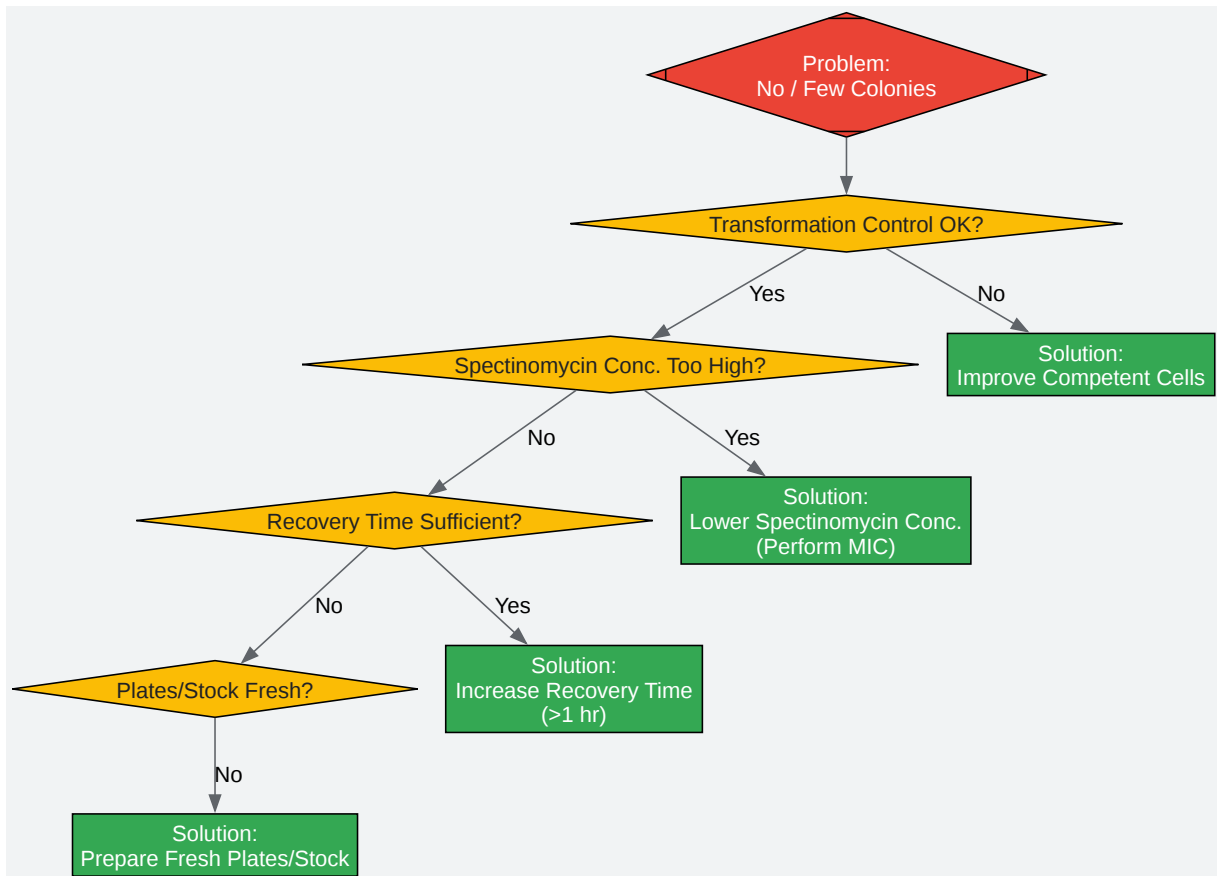 Problem:
No / Few Colonies
Transformation Control OK?
Yes
No
Spectinomycin Conc. Too High?
Solution:
Improve Competent Cells
No
Yes
Recovery Time Sufficient?
Solution:
Lower Spectinomycin Conc.
(Perform MIC)
No
Yes
Plates/Stock Fresh?
Solution:
Increase Recovery Time
(>1 hr)
No
Solution:
Prepare Fresh Plates/Stock